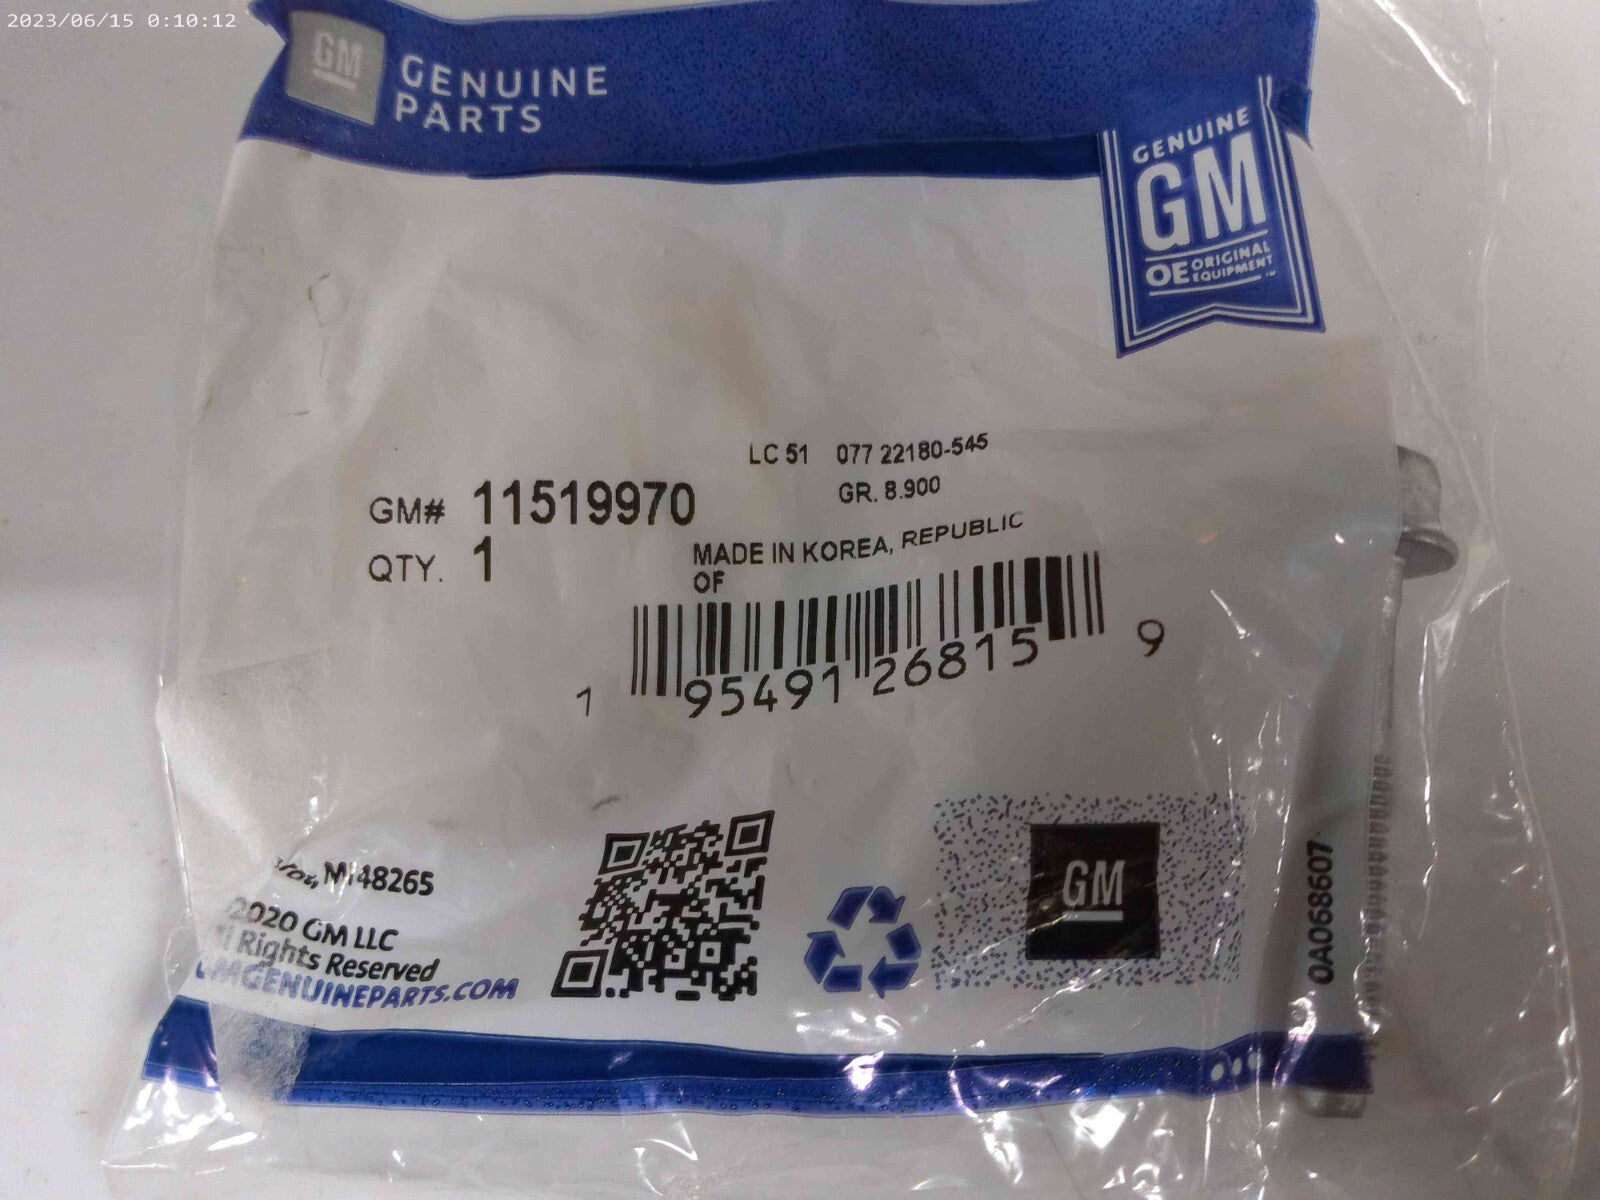 2023/06/15 0:10:12
GM
GENUINE
PARTS
GENUINE
GM
OE ORIGINAL
EQUIPMENT™
LC 51 077 22180-545
GR. 8.900
GM# 11519970
QTY. 1
MADE IN KOREA, REPUBLIC
OF
1 95491 26815 9
MI 48265
2020 GM LLC
Rights Reserved
GMGENUINEPARTS.COM
GM
0A068607